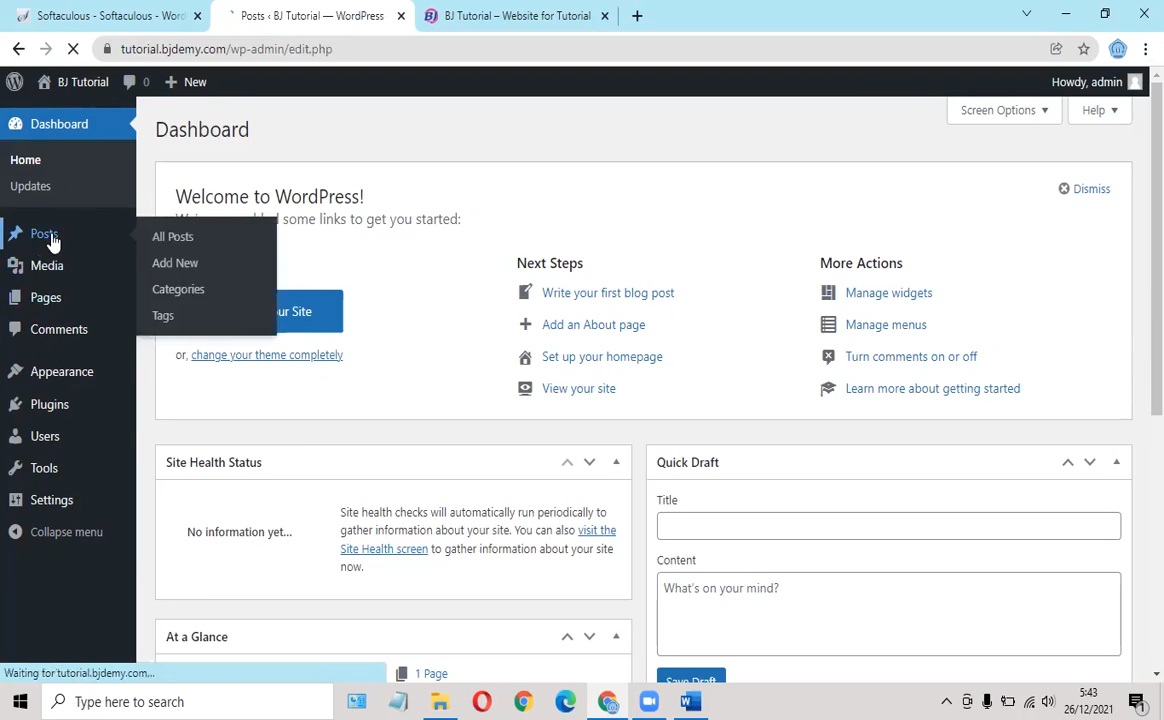 Softaculous - Softaculous - Word
Posts ‹ BJ Tutorial — WordPress
BJ Tutorial – Website for Tutorial
tutorial.bjdemy.com/wp-admin/edit.php
BJ Tutorial
0
New
Howdy, admin
Dashboard
Home
Updates
Posts
All Posts
Add New
Categories
Tags
Media
Pages
Comments
Appearance
Plugins
Users
Tools
Settings
Collapse menu
Dashboard
Screen Options
Help
Welcome to WordPress!
some links to get you started:
Dismiss
ur Site
or, change your theme completely
Next Steps
Write your first blog post
Add an About page
Set up your homepage
View your site
More Actions
Manage widgets
Manage menus
Turn comments on or off
Learn more about getting started
Site Health Status
No information yet...
Site health checks will automatically run periodically to
gather information about your site. You can also visit the
Site Health screen to gather information about your site
now.
At a Glance
1 Page
Quick Draft
Title
Content
What's on your mind?
Save Draft
Waiting for tutorial.bjdemy.com...
Type here to search
5:43
26/12/2021
1